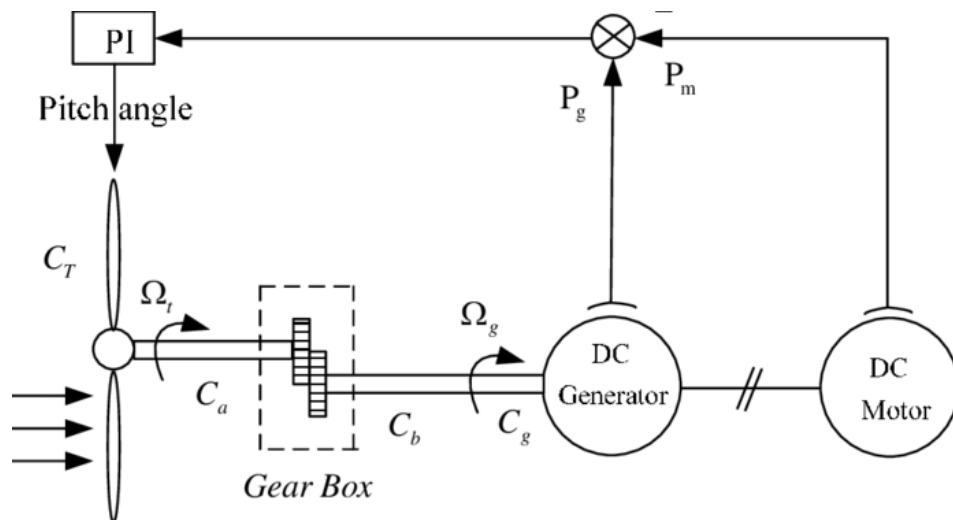 PI
P_g
P_m
Pitch angle
C_T
Ω_t
Ω_g
C_a
C_b
C_g
DC
Generator
DC
Motor
Gear Box